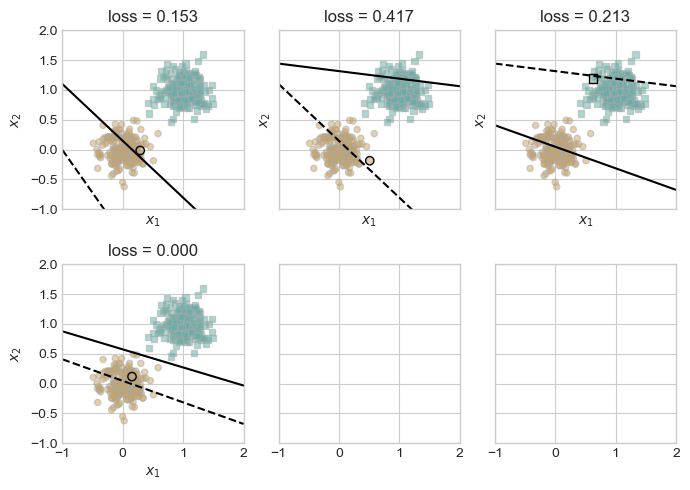 loss = 0.153 loss = 0.417 loss = 0.213
2.0
1.5
1.0
0.5
0.0
−0.5
−1.0
x₂ x₂ x₂
x₁ x₁ x₁
loss = 0.000
2.0
1.5
1.0
0.5
0.0
−0.5
−1.0
x₂
−1 0 1 2 −1 0 1 2 −1 0 1 2
x₁